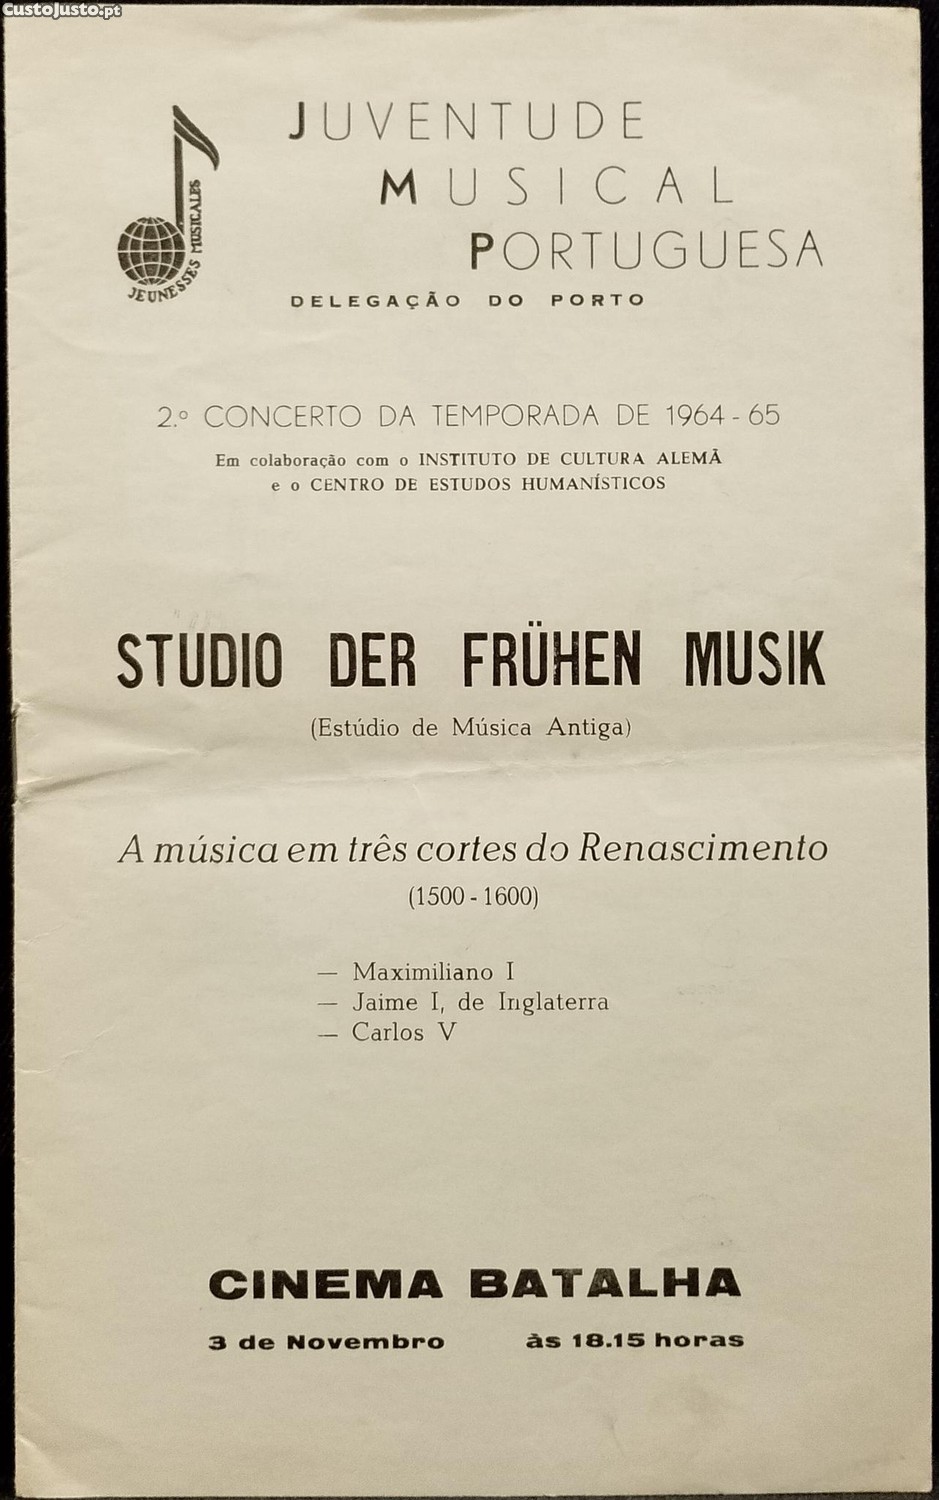 CustoJusto.pt
JEUNESSES MUSICALES
JUVENTUDE
MUSICAL
PORTUGUESA
DELEGAÇÃO DO PORTO
2.º CONCERTO DA TEMPORADA DE 1964-65
Em colaboração com o INSTITUTO DE CULTURA ALEMÃ
e o CENTRO DE ESTUDOS HUMANÍSTICOS
STUDIO DER FRÜHEN MUSIK
(Estúdio de Música Antiga)
A música em três cortes do Renascimento
(1500-1600)
— Maximiliano I
— Jaime I, de Inglaterra
— Carlos V
CINEMA BATALHA
3 de Novembro às 18.15 horas